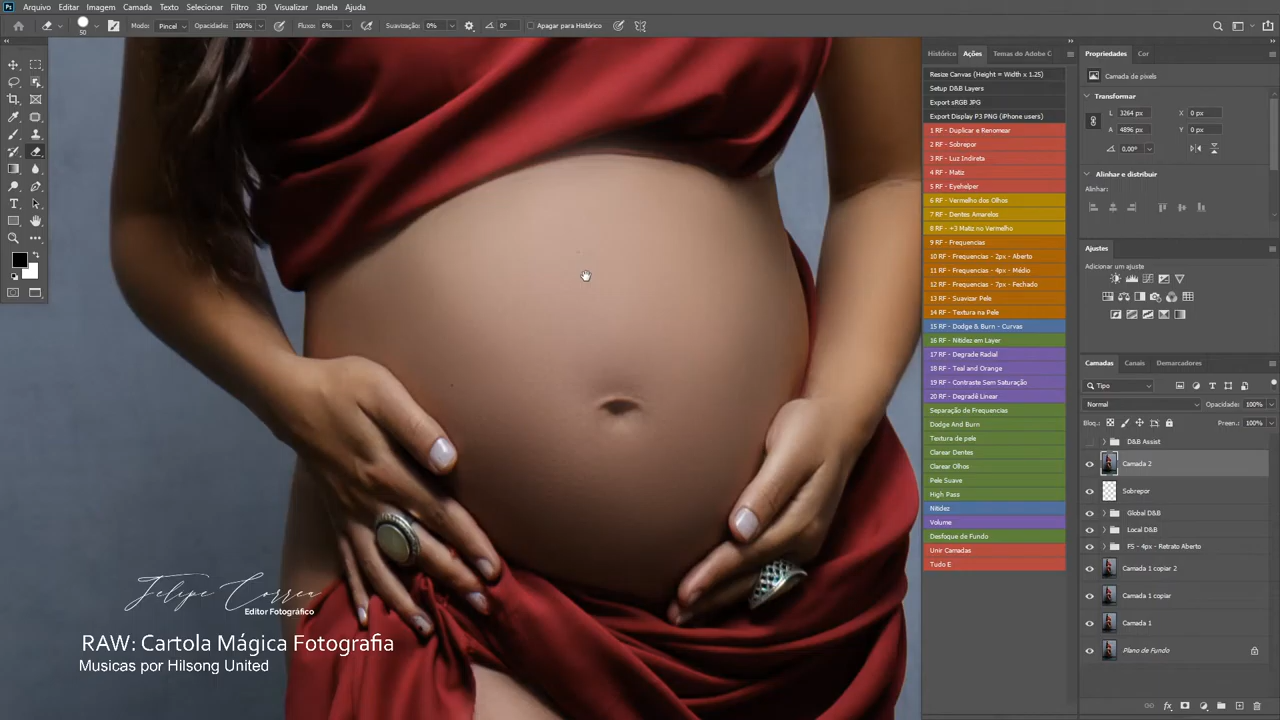 Ps Arquivo Editar Imagem Camada Texto Selecionar Filtro 3D Visualizar Janela Ajuda
50 Modo: Pincel Opacidade: 100% Fluxo: 6% Suavização: 0% 0° Apagar para Histórico
Histórico Ações Temas do Adobe C
Resize Canvas (Height = Width x 1.25)
Setup D&B Layers
Export sRGB JPG
Export Display P3 PNG (iPhone users)
1 RF - Duplicar e Renomear
2 RF - Sobrepor
3 RF - Luz Indireta
4 RF - Matiz
5 RF - Eyehelper
6 RF - Vermelho dos Olhos
7 RF - Dentes Amarelos
8 RF - +3 Matiz no Vermelho
9 RF - Frequencias
10 RF - Frequencias - 2px - Aberto
11 RF - Frequencias - 4px - Médio
12 RF - Frequencias - 7px - Fechado
13 RF - Suavizar Pele
14 RF - Textura na Pele
15 RF - Dodge & Burn - Curvas
16 RF - Nitidez em Layer
17 RF - Degrade Radial
18 RF - Teal and Orange
19 RF - Contraste Sem Saturação
20 RF - Degradê Linear
Separação de Frequencias
Dodge And Burn
Textura de pele
Clarear Dentes
Clarear Olhos
Pele Suave
High Pass
Nitidez
Volume
Desfoque de Fundo
Unir Camadas
Tudo E
Propriedades Cor
Camada de pixels
Transformar
L 3264 px X 0 px
A 4896 px Y 0 px
0,00°
Alinhar e distribuir
Alinhar:
Ajustes
Adicionar um ajuste
Camadas Canais Demarcadores
Tipo
Normal Opacidade: 100%
Bloq.: Preen.: 100%
D&B Assist
Camada 2
Sobrepor
Global D&B
Local D&B
FS - 4px - Retrato Aberto
Camada 1 copiar 2
Camada 1 copiar
Camada 1
Plano de Fundo
Felipe Correa
Editor Fotográfico
RAW: Cartola Mágica Fotografia
Musicas por Hilsong United